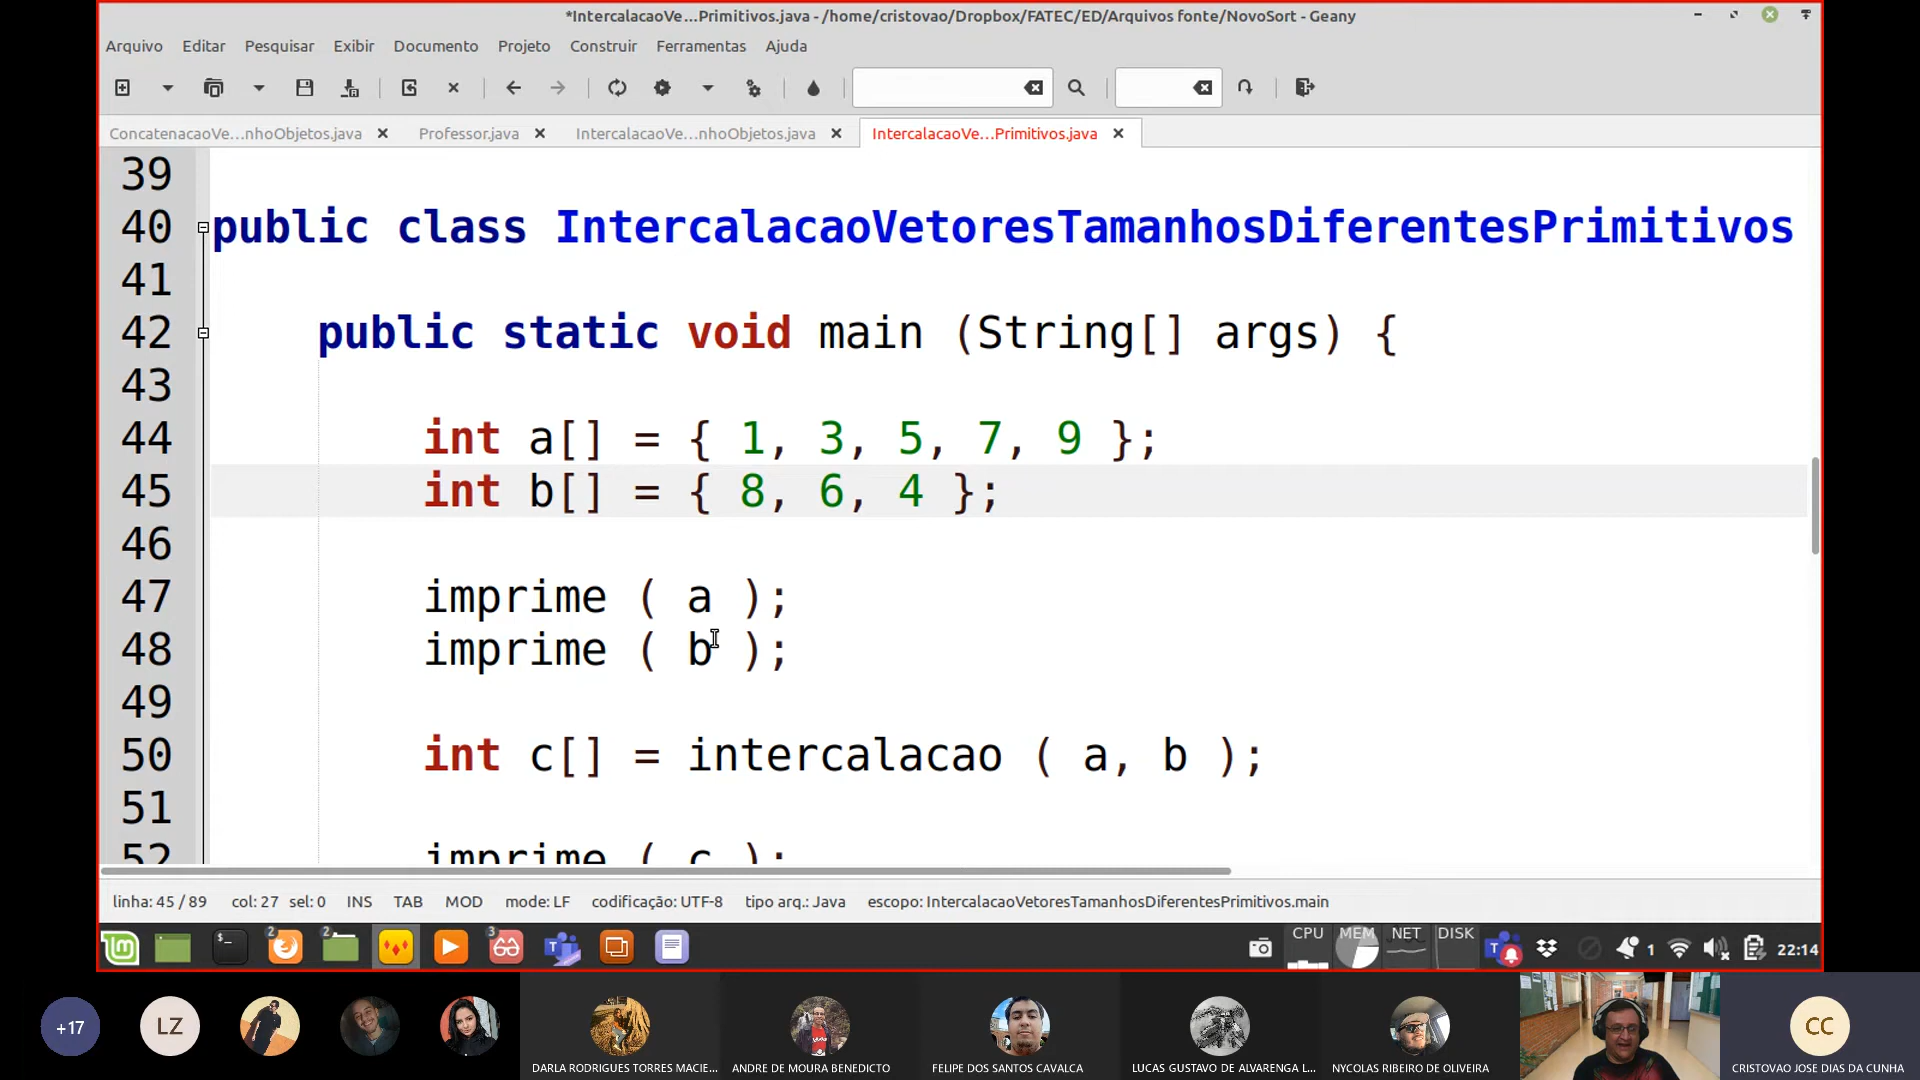 *IntercalacaoVe...Primitivos.java - /home/cristovao/Dropbox/FATEC/ED/Arquivos fonte/NovoSort - Geany
Arquivo Editar Pesquisar Exibir Documento Projeto Construir Ferramentas Ajuda
ConcatenacaoVe...nhoObjetos.java Professor.java IntercalacaoVe...nhoObjetos.java IntercalacaoVe...Primitivos.java
39
40 public class IntercalacaoVetoresTamanhosDiferentesPrimitivos
41
42 public static void main (String[] args) {
43
44 int a[] = { 1, 3, 5, 7, 9 };
45 int b[] = { 8, 6, 4 };
46
47 imprime ( a );
48 imprime ( b );
49
50 int c[] = intercalacao ( a, b );
51
52 imprime ( c );
linha: 45 / 89 col: 27 sel: 0 INS TAB MOD mode: LF codificação: UTF-8 tipo arq.: Java escopo: IntercalacaoVetoresTamanhosDiferentesPrimitivos.main
2 2 3 CPU MEM NET DISK 1 22:14
+17 LZ CC
DARLA RODRIGUES TORRES MACIE... ANDRE DE MOURA BENEDICTO FELIPE DOS SANTOS CAVALCA LUCAS GUSTAVO DE ALVARENGA L... NYCOLAS RIBEIRO DE OLIVEIRA CRISTOVAO JOSE DIAS DA CUNHA